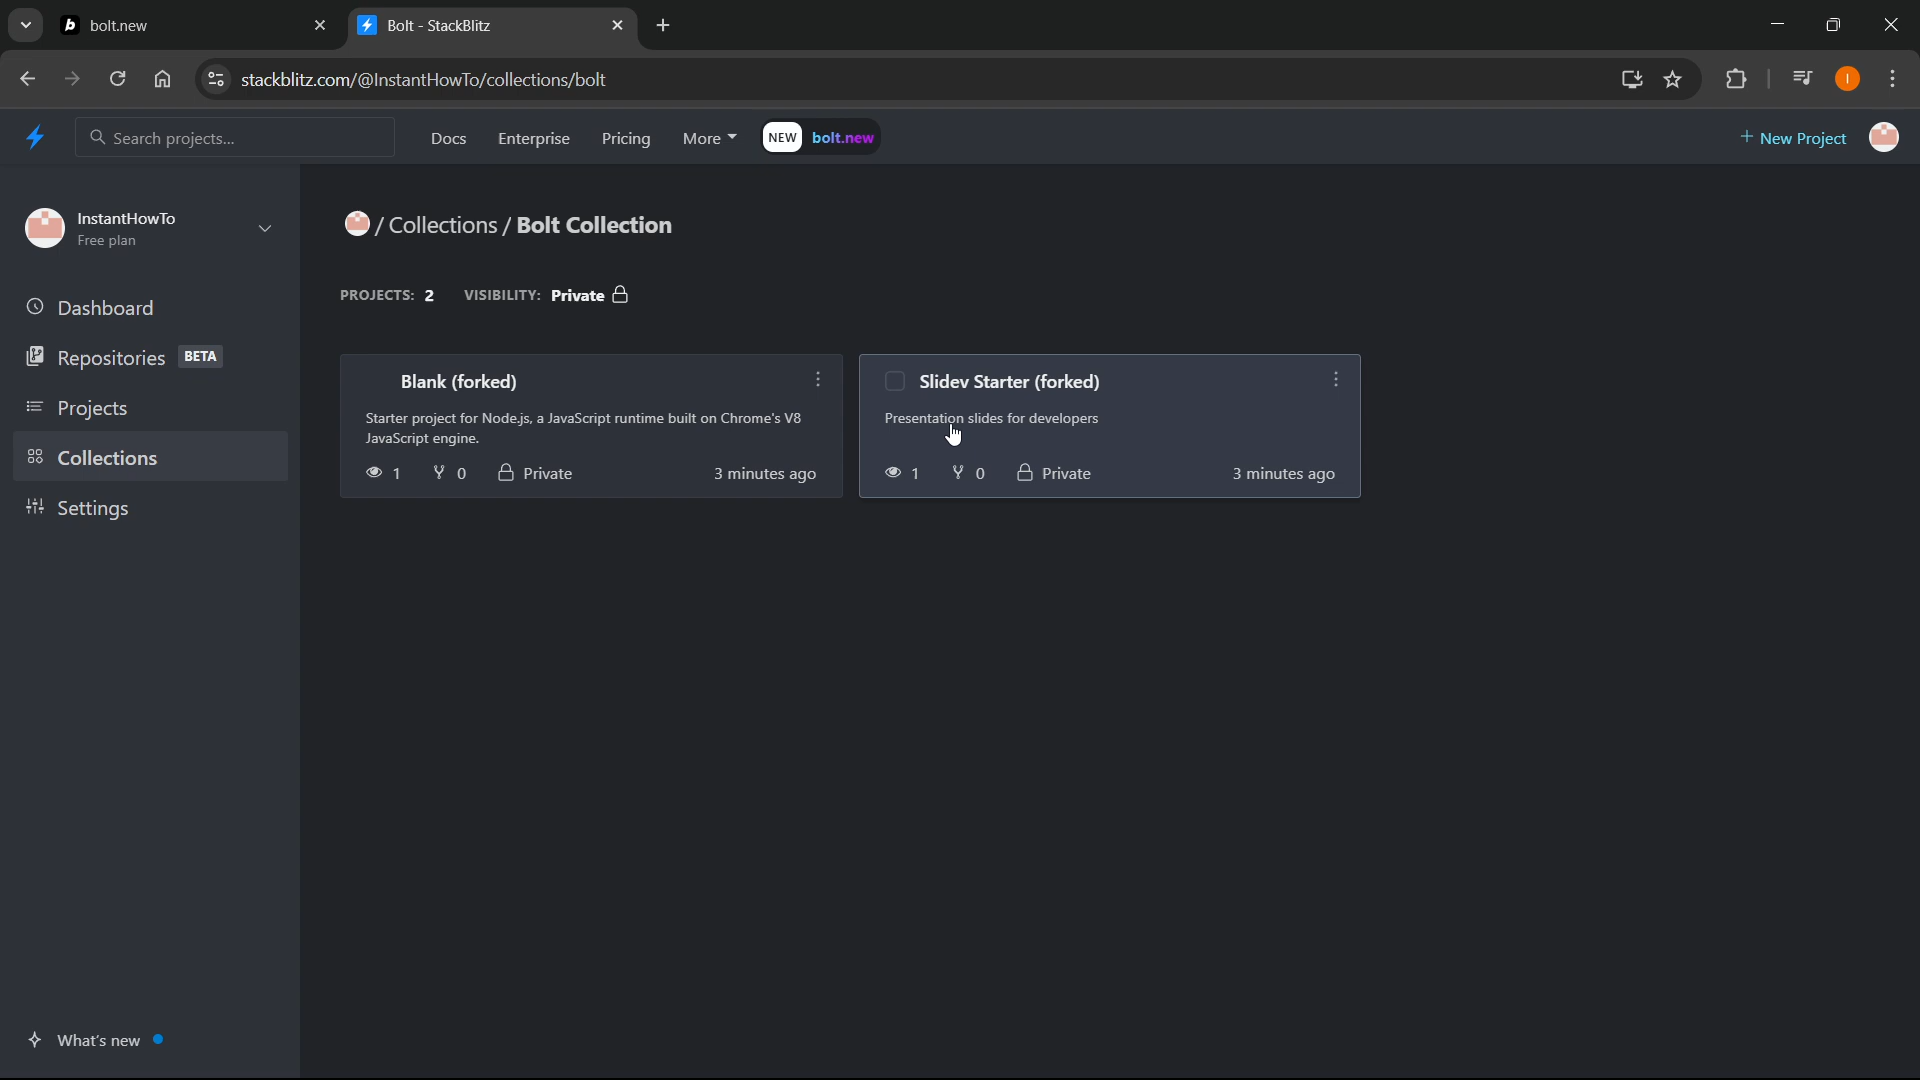 bolt.new
Bolt - StackBlitz
stackblitz.com/@InstantHowTo/collections/bolt
I
Search projects...
Docs
Enterprise
Pricing
More
NEW bolt.new
+ New Project
InstantHowTo
Free plan
Dashboard
Repositories BETA
Projects
Collections
Settings
What's new
/ Collections / Bolt Collection
PROJECTS: 2 VISIBILITY: Private
Blank (forked)
Starter project for Node.js, a JavaScript runtime built on Chrome's V8
JavaScript engine.
1 0 Private 3 minutes ago
Slidev Starter (forked)
Presentation slides for developers
1 0 Private 3 minutes ago